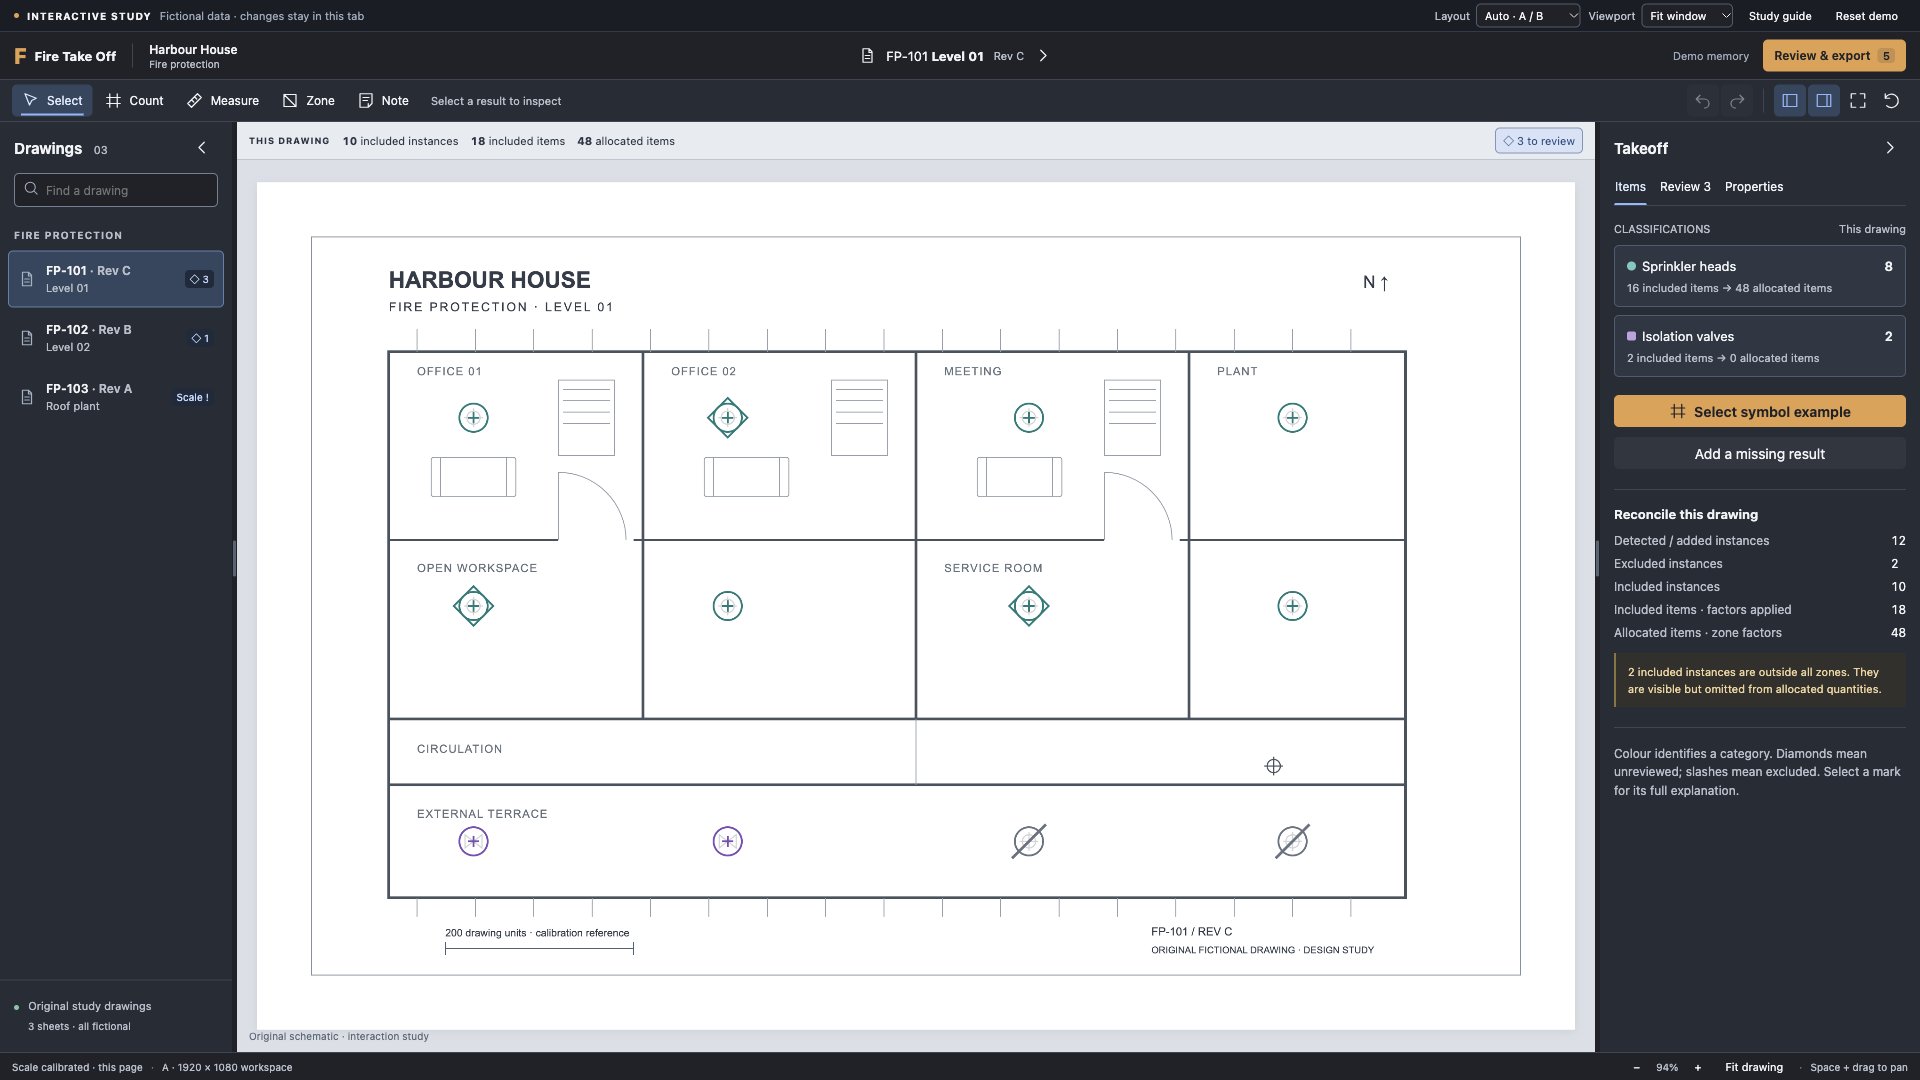 INTERACTIVE STUDY Fictional data · changes stay in this tab
Layout Auto · A / B Viewport Fit window Study guide Reset demo
F Fire Take Off
Harbour House
Fire protection
FP-101 Level 01 Rev C
Demo memory
Review & export 5
Select Count Measure Zone Note Select a result to inspect
Drawings 03
Find a drawing
FIRE PROTECTION
FP-101 · Rev C
Level 01
3
FP-102 · Rev B
Level 02
1
FP-103 · Rev A
Roof plant
Scale !
Original study drawings
3 sheets · all fictional
THIS DRAWING 10 included instances 18 included items 48 allocated items
3 to review
HARBOUR HOUSE
FIRE PROTECTION · LEVEL 01
N ↑
OFFICE 01
OFFICE 02
MEETING
PLANT
OPEN WORKSPACE
SERVICE ROOM
CIRCULATION
EXTERNAL TERRACE
200 drawing units · calibration reference
FP-101 / REV C
ORIGINAL FICTIONAL DRAWING · DESIGN STUDY
Original schematic · interaction study
Takeoff
Items Review 3 Properties
CLASSIFICATIONS This drawing
Sprinkler heads 8
16 included items → 48 allocated items
Isolation valves 2
2 included items → 0 allocated items
Select symbol example
Add a missing result
Reconcile this drawing
Detected / added instances 12
Excluded instances 2
Included instances 10
Included items · factors applied 18
Allocated items · zone factors 48
2 included instances are outside all zones. They
are visible but omitted from allocated quantities.
Colour identifies a category. Diamonds mean
unreviewed; slashes mean excluded. Select a mark
for its full explanation.
Scale calibrated · this page · A · 1920 × 1080 workspace
− 94% + Fit drawing · Space + drag to pan